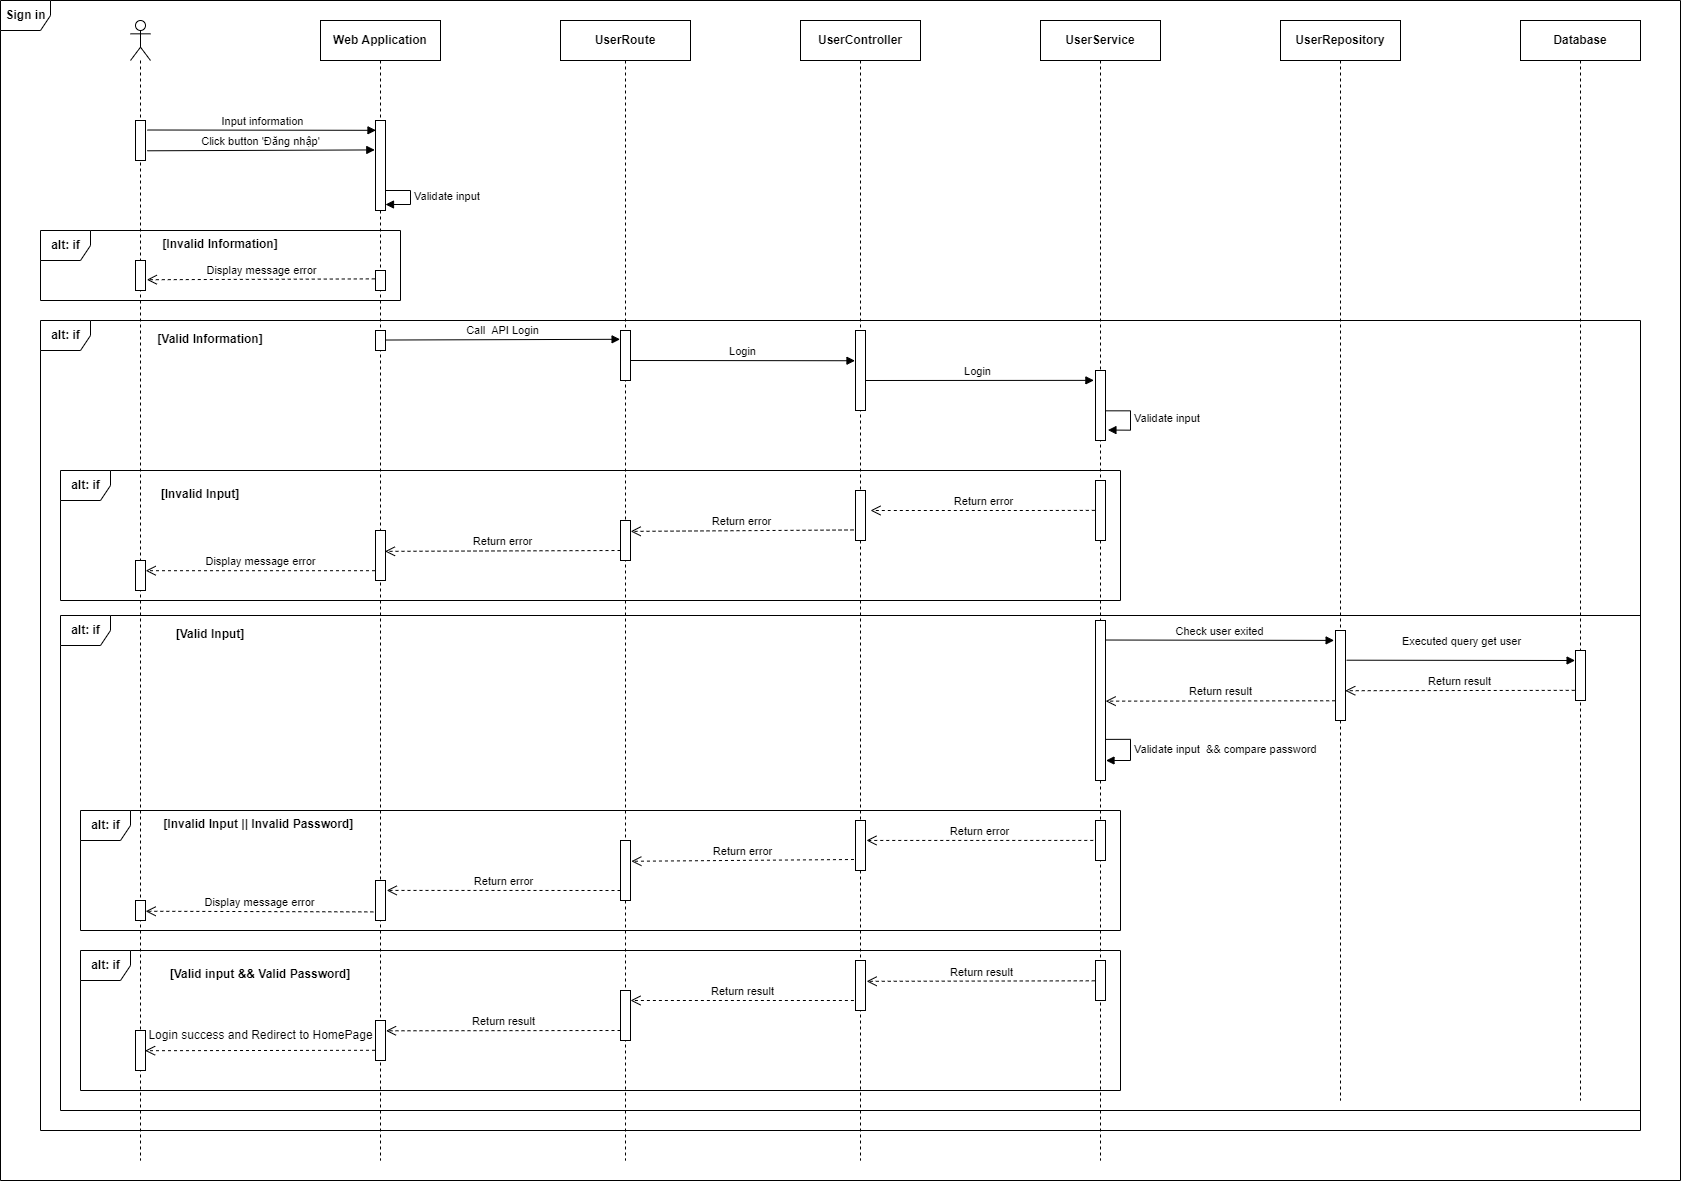 Sign in
Web Application
UserRoute
UserController
UserService
UserRepository
Database
Input information
Click button 'Đăng nhập'
Validate input
alt: if
[Invalid Information]
Display message error
alt: if
[Valid Information]
Call  API Login
Login
Login
Validate input
alt: if
[Invalid Input]
Return error
Return error
Return error
Display message error
alt: if
[Valid Input]
Check user exited
Executed query get user
Return result
Return result
Validate input  && compare password
alt: if
[Invalid Input || Invalid Password]
Return error
Return error
Return error
Display message error
alt: if
[Valid input && Valid Password]
Return result
Return result
Return result
Login success and Redirect to HomePage